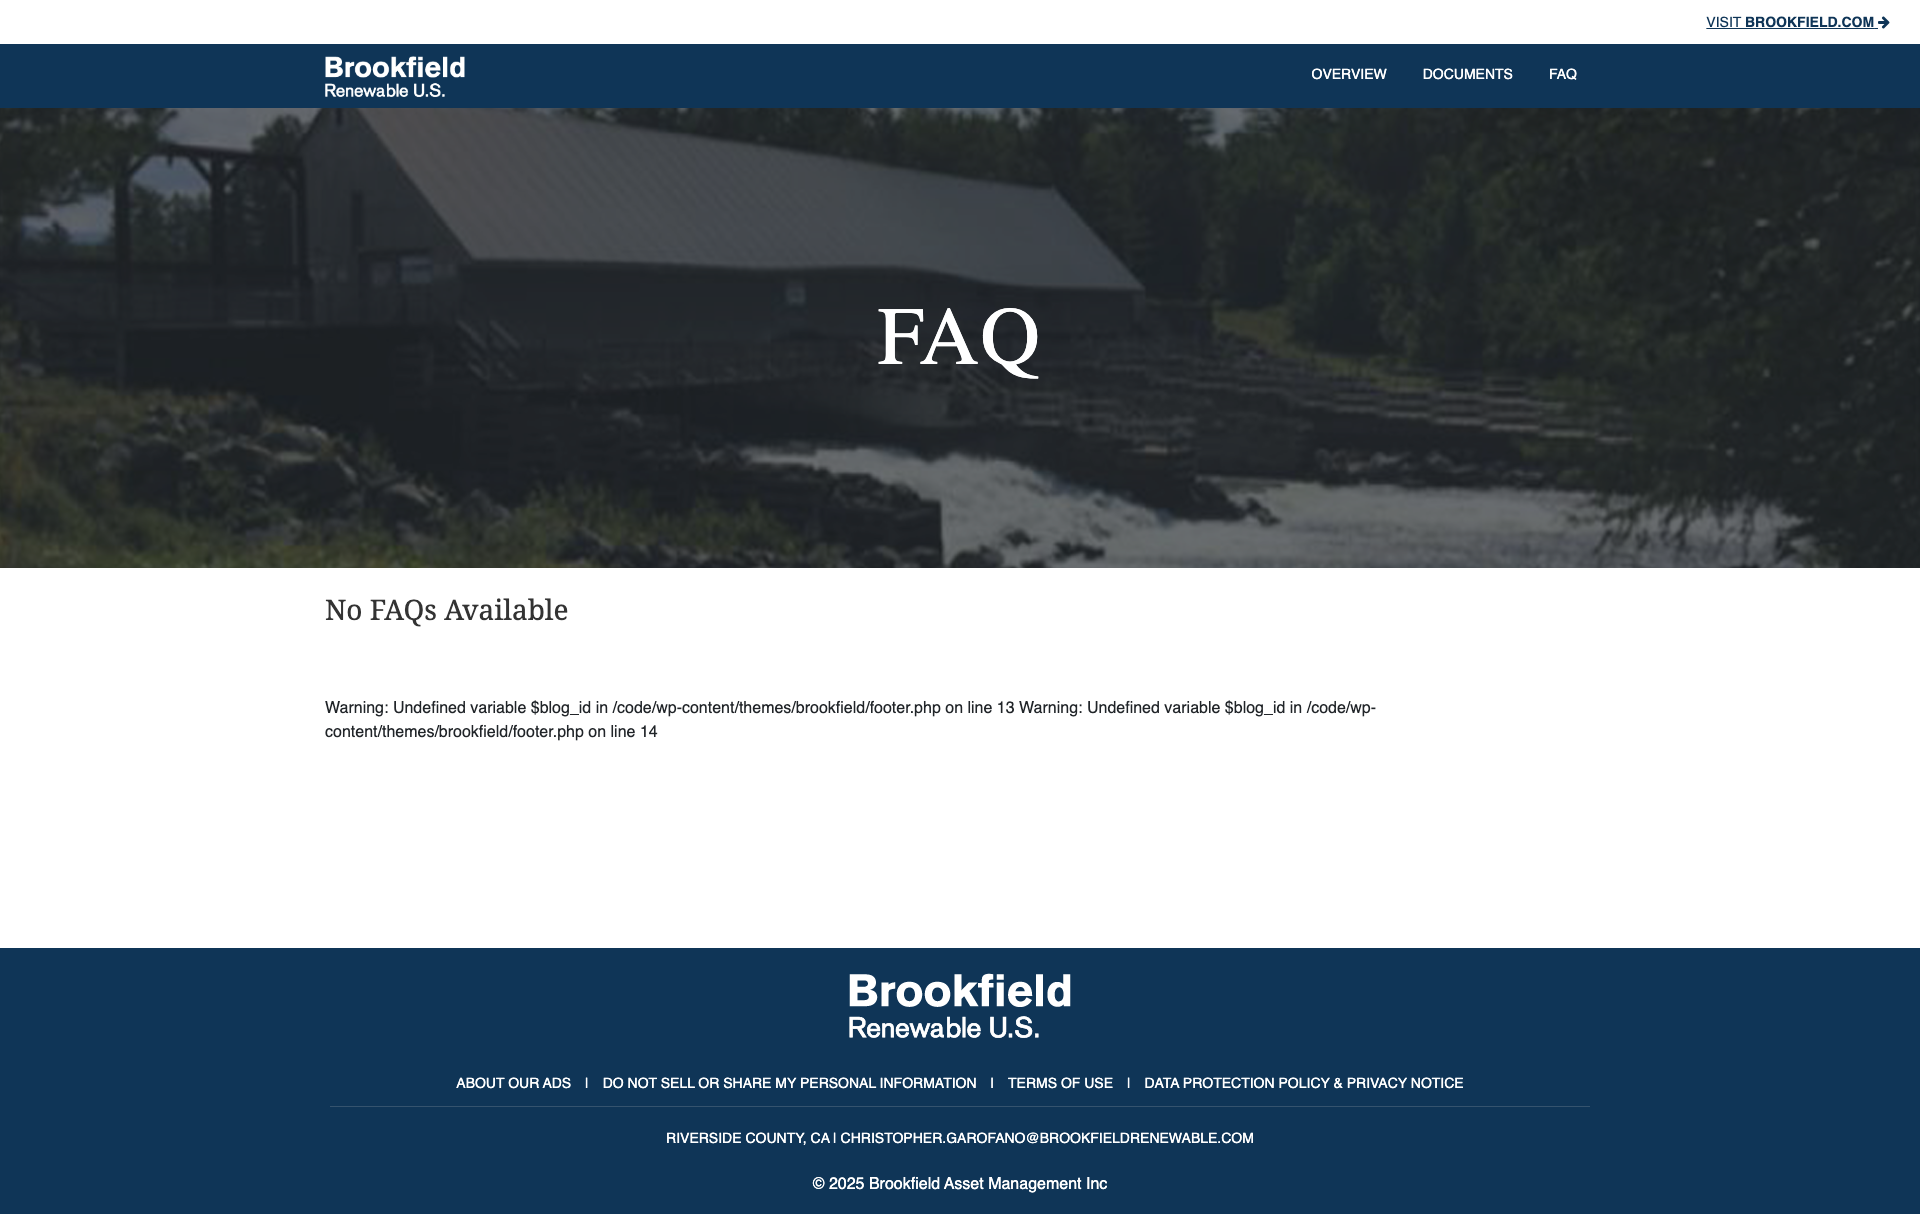 VISIT BROOKFIELD.COM
Brookfield
Renewable U.S.
OVERVIEW DOCUMENTS FAQ
FAQ
No FAQs Available
Warning: Undefined variable $blog_id in /code/wp-content/themes/brookfield/footer.php on line 13 Warning: Undefined variable $blog_id in /code/wp-
content/themes/brookfield/footer.php on line 14
Brookfield
Renewable U.S.
ABOUT OUR ADS | DO NOT SELL OR SHARE MY PERSONAL INFORMATION | TERMS OF USE | DATA PROTECTION POLICY & PRIVACY NOTICE
RIVERSIDE COUNTY, CA | CHRISTOPHER.GAROFANO@BROOKFIELDRENEWABLE.COM
© 2025 Brookfield Asset Management Inc